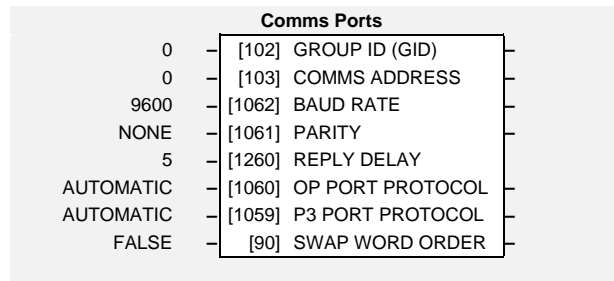 Comms Ports
0 – [102] GROUP ID (GID) –
0 – [103] COMMS ADDRESS –
9600 – [1062] BAUD RATE –
NONE – [1061] PARITY –
5 – [1260] REPLY DELAY
AUTOMATIC – [1060] OP PORT PROTOCOL –
AUTOMATIC – [1059] P3 PORT PROTOCOL –
FALSE – [90] SWAP WORD ORDER –